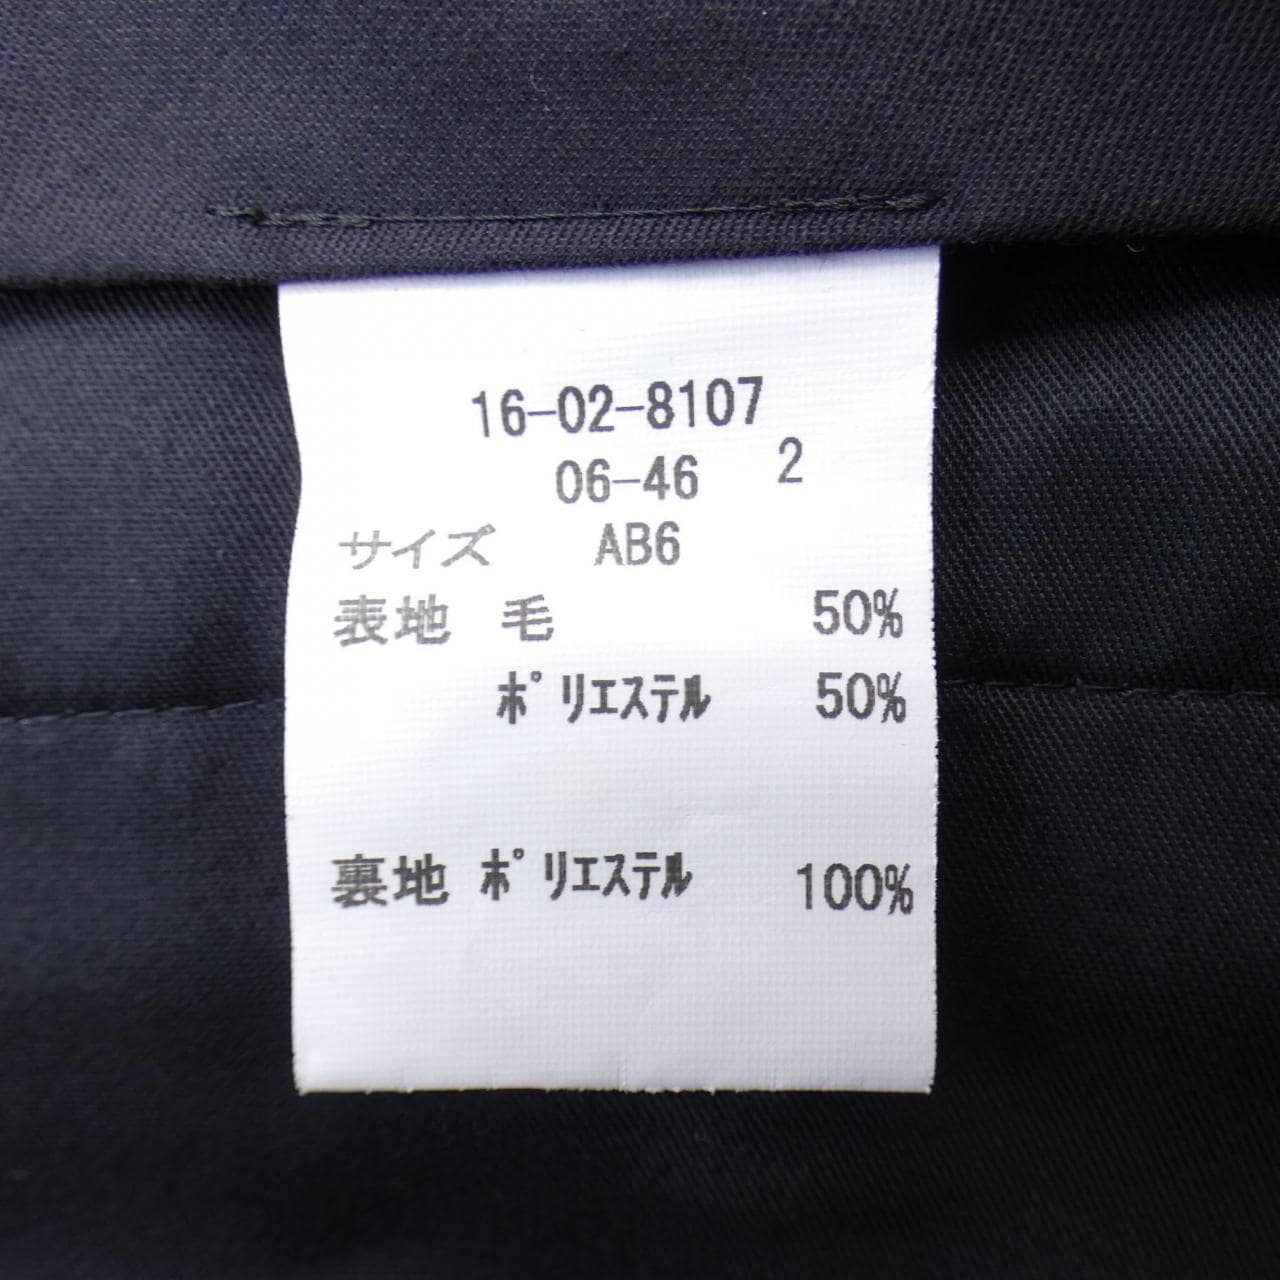 16-02-8107
06-46 2
サイズ AB6
表地 毛 50%
ﾎﾟﾘｴｽﾃﾙ 50%
裏地 ﾎﾟﾘｴｽﾃﾙ 100%